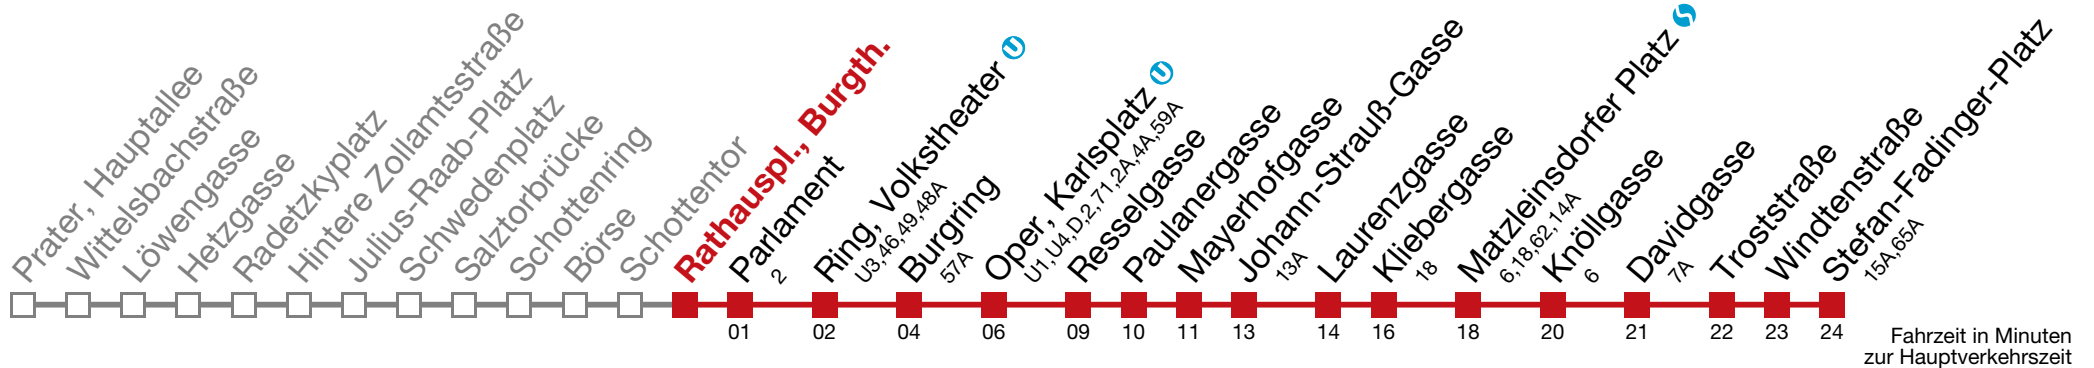 Prater, Hauptallee
Wittelsbachstraße
Löwengasse
Hetzgasse
Radetzkyplatz
Hintere Zollamtsstraße
Julius-Raab-Platz
Schwedenplatz
Salztorbrücke
Schottenring
Börse
Schottentor
Rathauspl., Burgth.
Parlament
2
Ring, Volkstheater U
U3,46,49,48A
Burgring
57A
Oper, Karlsplatz U
U1,U4,D,2,71,2A,4A,59A
Resselgasse
Paulanergasse
Mayerhofgasse
Johann-Strauß-Gasse
13A
Laurenzgasse
Kliebergasse
18
Matzleinsdorfer Platz S
6,18,62,14A
Knöllgasse
6
Davidgasse
7A
Troststraße
Windtenstraße
Stefan-Fadinger-Platz
15A,65A
01 02 04 06 09 10 11 13 14 16 18 20 21 22 23 24
Fahrzeit in Minuten
zur Hauptverkehrszeit